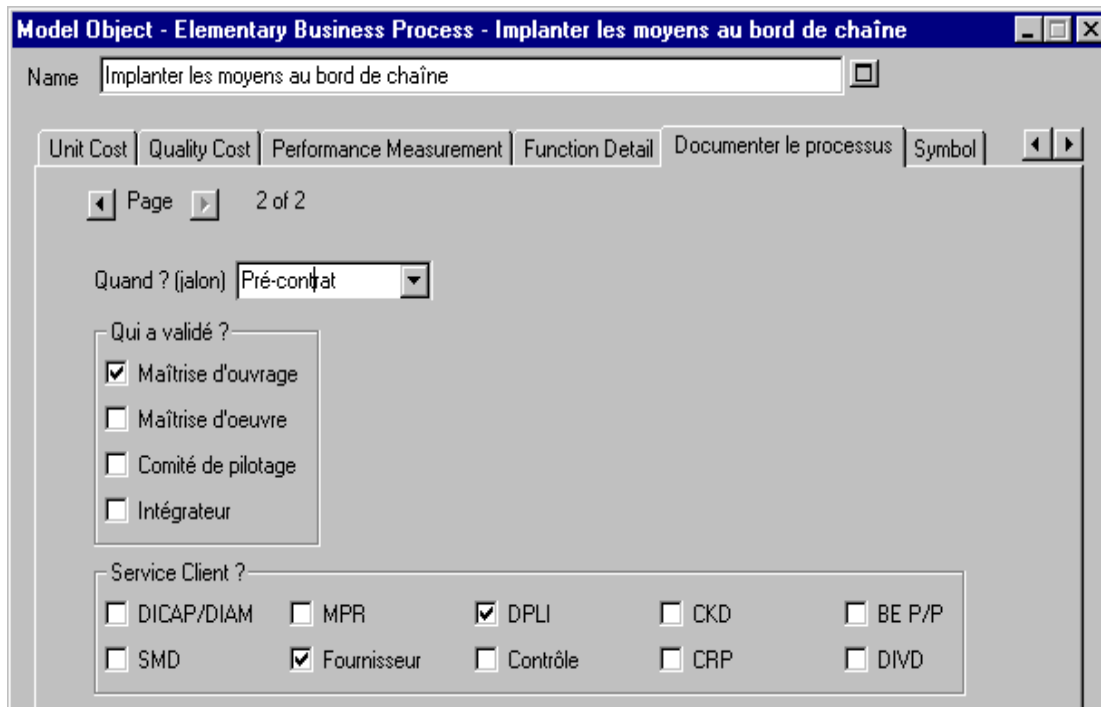 Model Object - Elementary Business Process - Implanter les moyens au bord de chaîne
Name Implanter les moyens au bord de chaîne
Unit Cost Quality Cost Performance Measurement Function Detail Documenter le processus Symbol
Page 2 of 2
Quand ? (jalon) Pré-contrat
Qui a validé ?
Maîtrise d'ouvrage
Maîtrise d'oeuvre
Comité de pilotage
Intégrateur
Service Client ?
DICAP/DIAM MPR DPLI CKD BE P/P
SMD Fournisseur Contrôle CRP DIVD